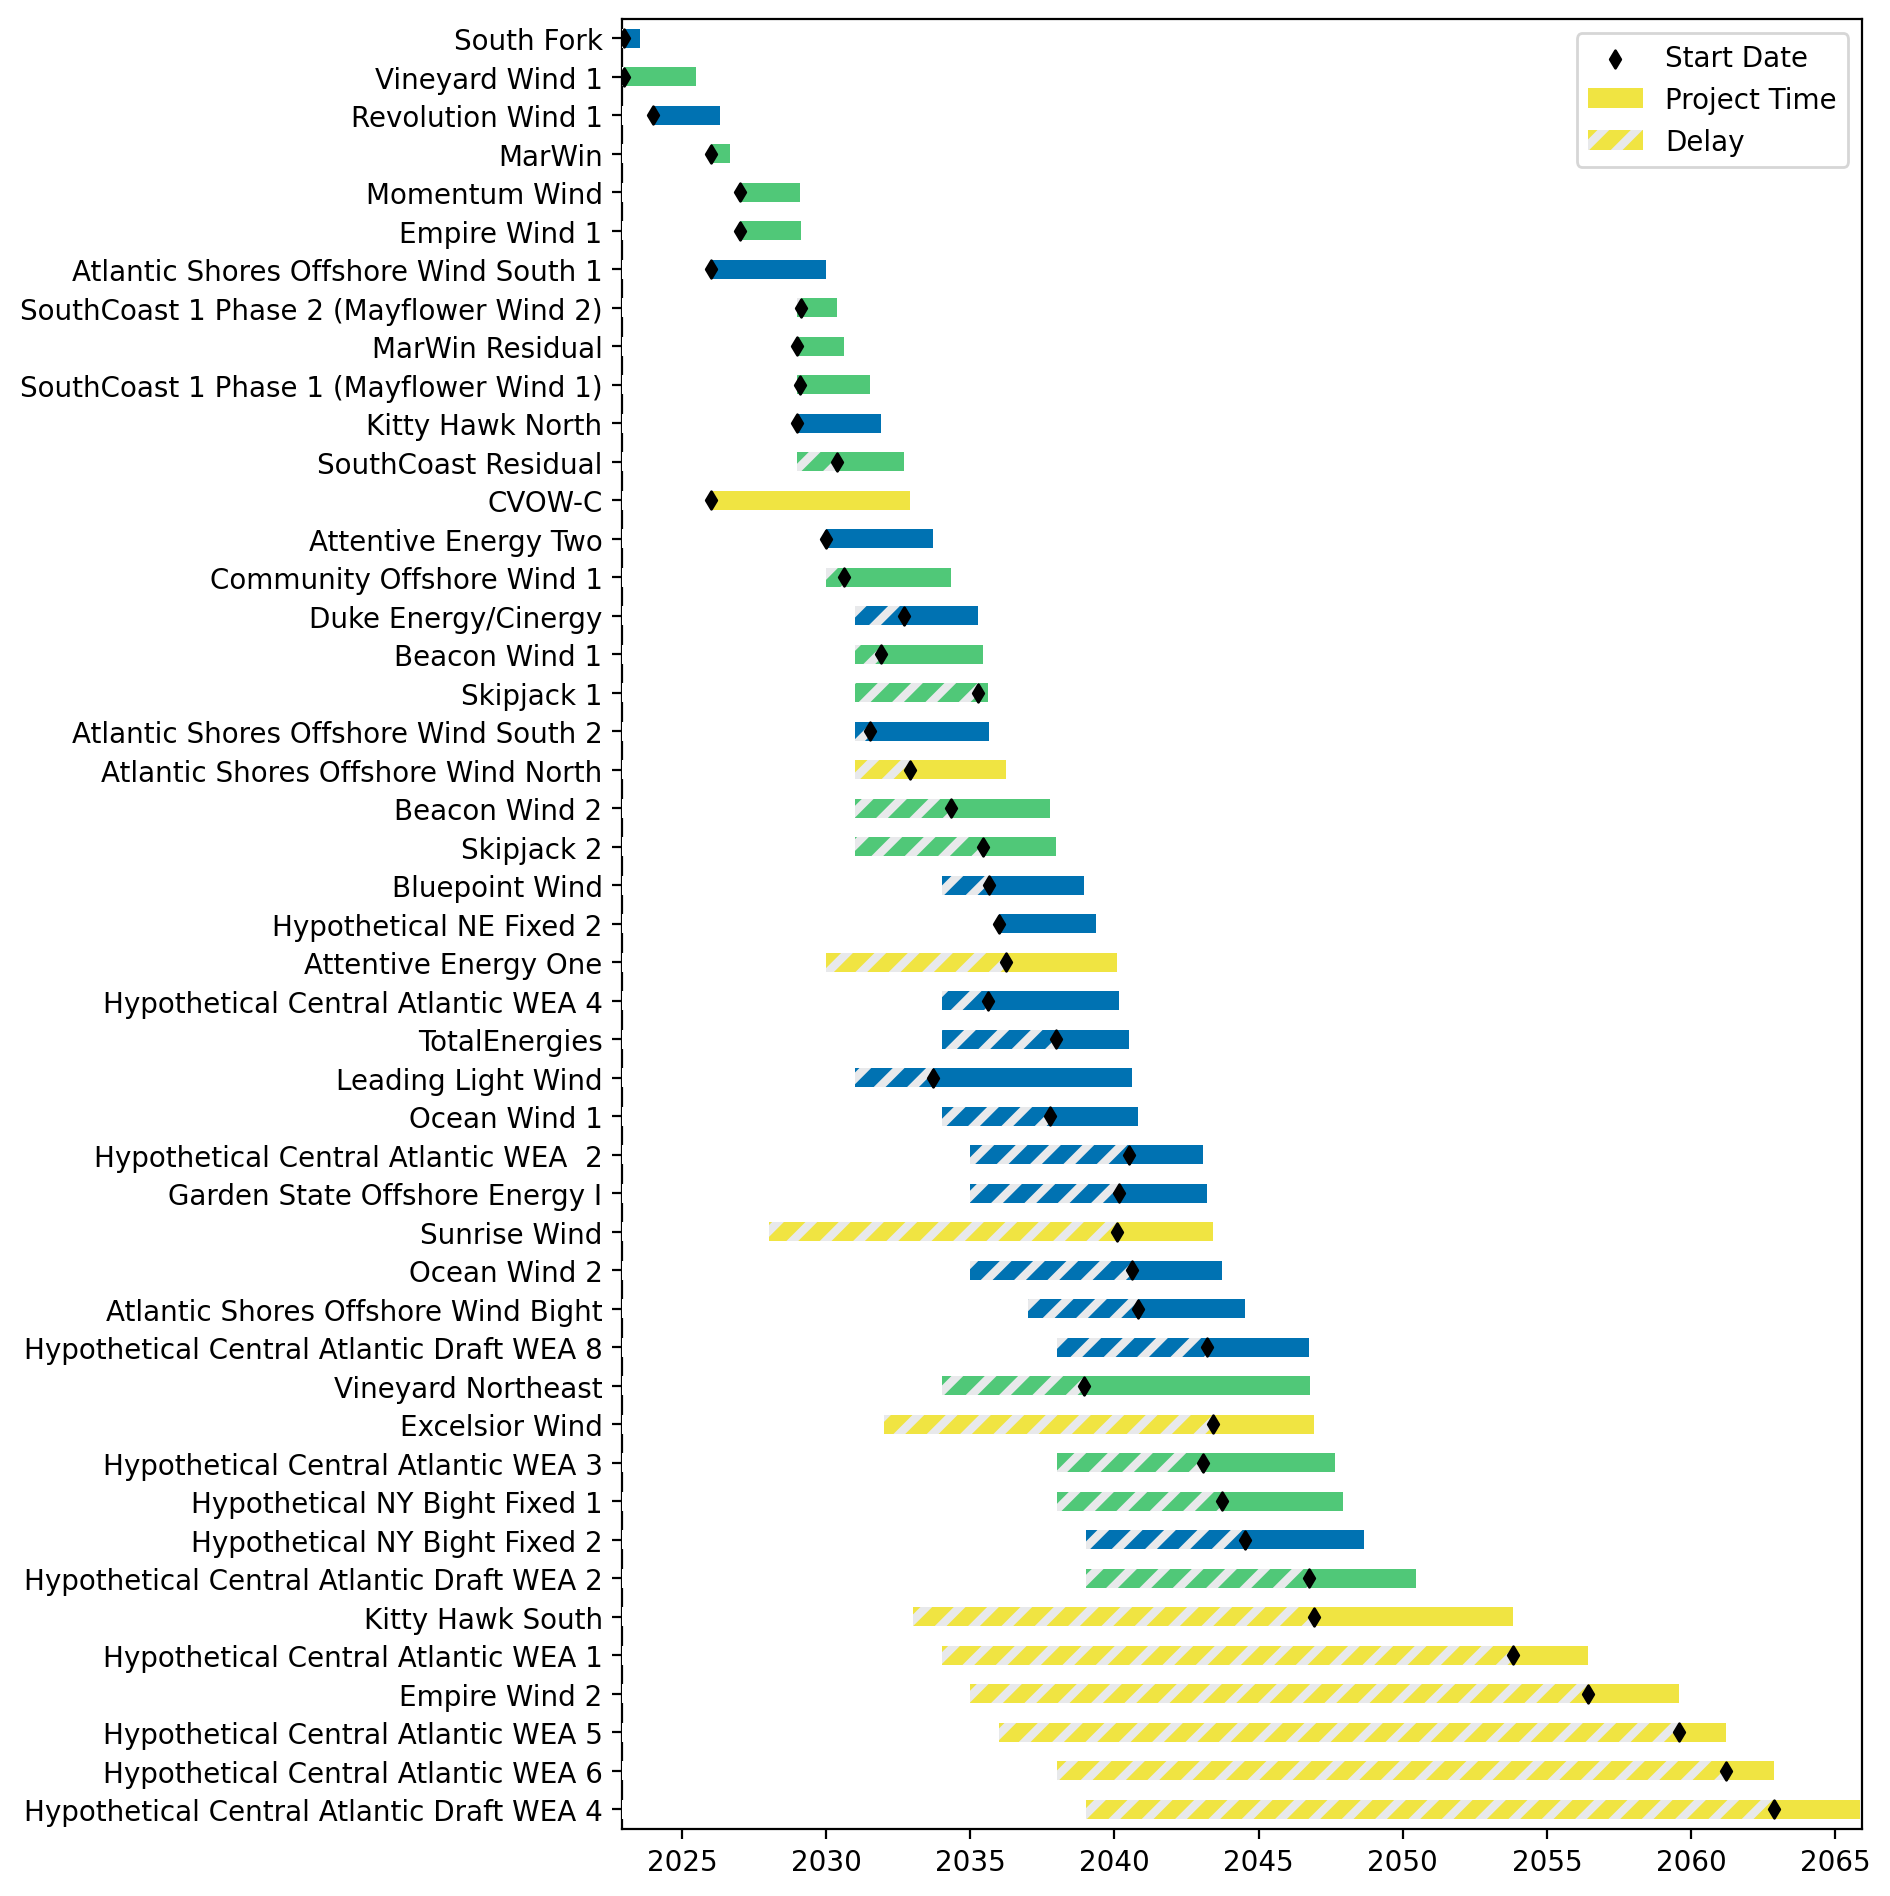 South Fork
Vineyard Wind 1
Revolution Wind 1
MarWin
Momentum Wind
Empire Wind 1
Atlantic Shores Offshore Wind South 1
SouthCoast 1 Phase 2 (Mayflower Wind 2)
MarWin Residual
SouthCoast 1 Phase 1 (Mayflower Wind 1)
Kitty Hawk North
SouthCoast Residual
CVOW-C
Attentive Energy Two
Community Offshore Wind 1
Duke Energy/Cinergy
Beacon Wind 1
Skipjack 1
Atlantic Shores Offshore Wind South 2
Atlantic Shores Offshore Wind North
Beacon Wind 2
Skipjack 2
Bluepoint Wind
Hypothetical NE Fixed 2
Attentive Energy One
Hypothetical Central Atlantic WEA 4
TotalEnergies
Leading Light Wind
Ocean Wind 1
Hypothetical Central Atlantic WEA  2
Garden State Offshore Energy I
Sunrise Wind
Ocean Wind 2
Atlantic Shores Offshore Wind Bight
Hypothetical Central Atlantic Draft WEA 8
Vineyard Northeast
Excelsior Wind
Hypothetical Central Atlantic WEA 3
Hypothetical NY Bight Fixed 1
Hypothetical NY Bight Fixed 2
Hypothetical Central Atlantic Draft WEA 2
Kitty Hawk South
Hypothetical Central Atlantic WEA 1
Empire Wind 2
Hypothetical Central Atlantic WEA 5
Hypothetical Central Atlantic WEA 6
Hypothetical Central Atlantic Draft WEA 4
Start Date
Project Time
Delay
2025 2030 2035 2040 2045 2050 2055 2060 2065